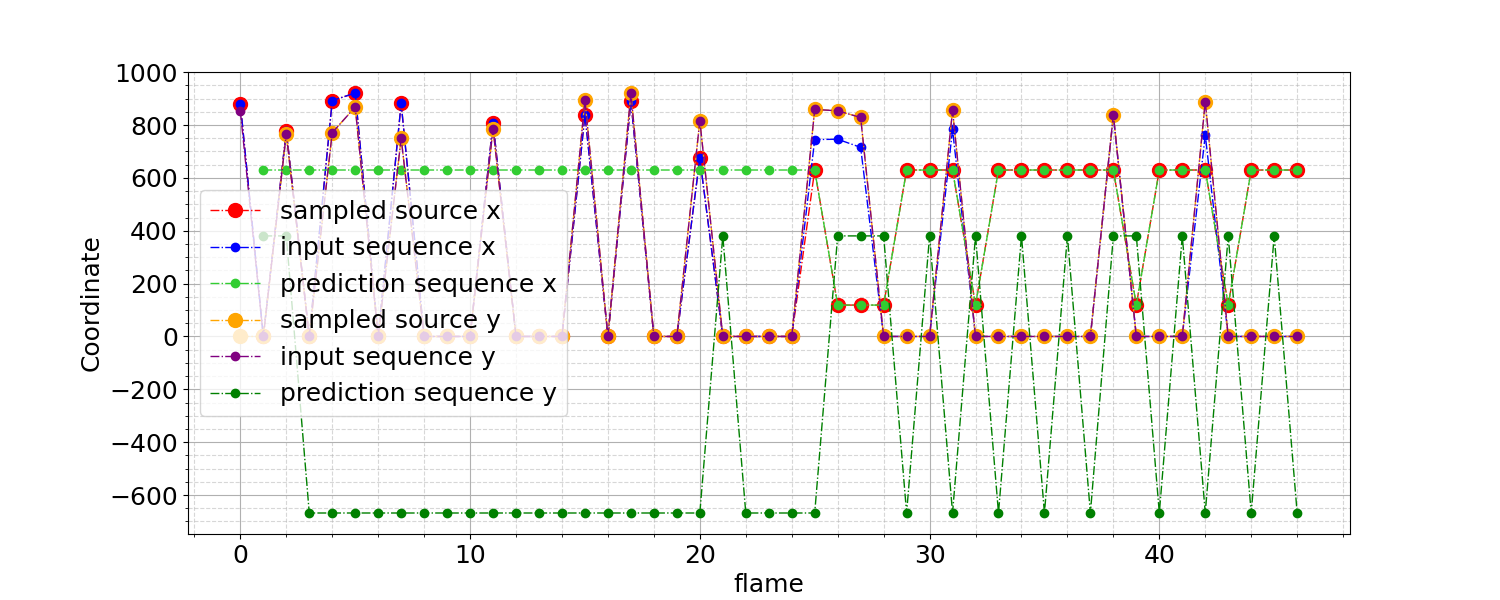 1000
800
600
400
200
0
−200
−400
−600
Coordinate
sampled source x
input sequence x
prediction sequence x
sampled source y
input sequence y
prediction sequence y
0 10 20 30 40
flame